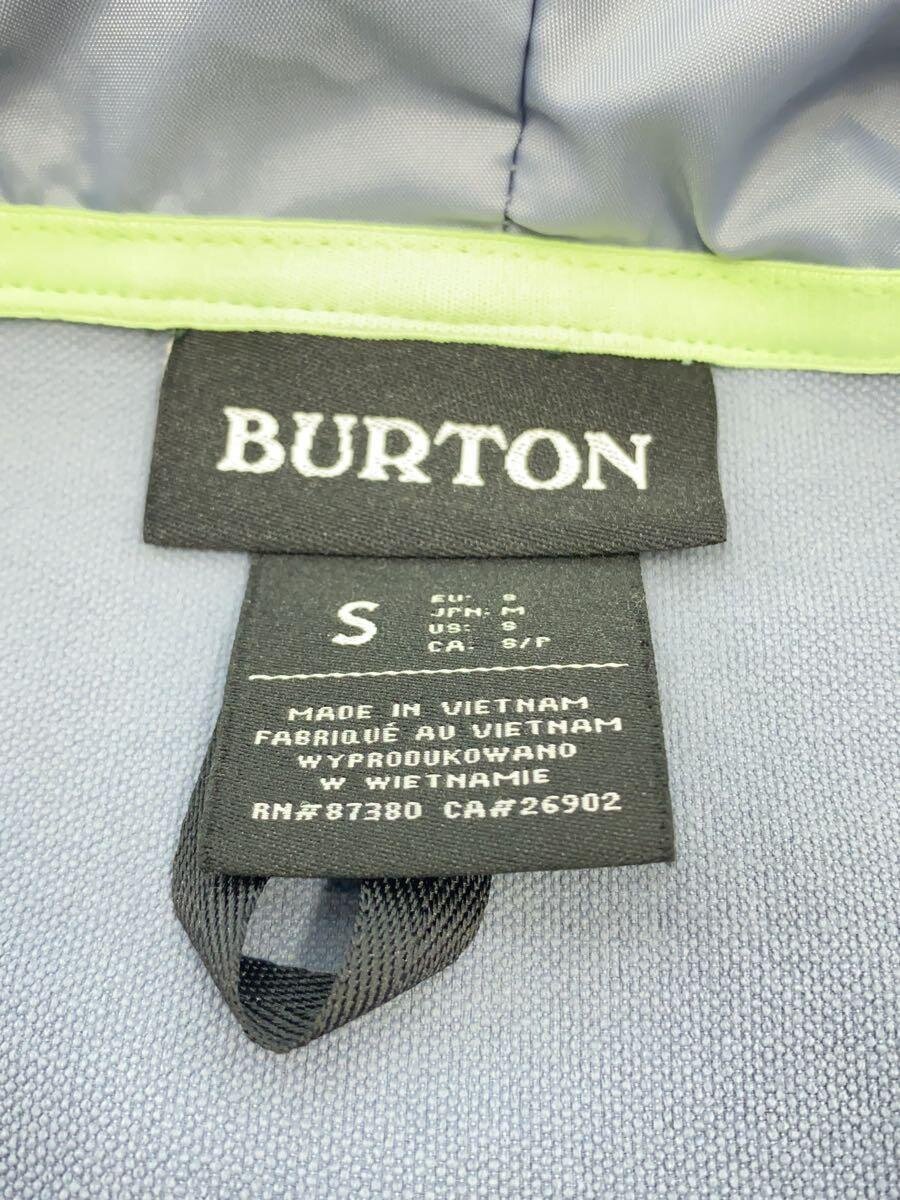 BURTON
S
EU: S
JPN: M
US: S
CA: S/P
MADE IN VIETNAM
FABRIQUÉ AU VIETNAM
WYPRODUKOWANO
W WIETNAMIE
RN#87380 CA#26902